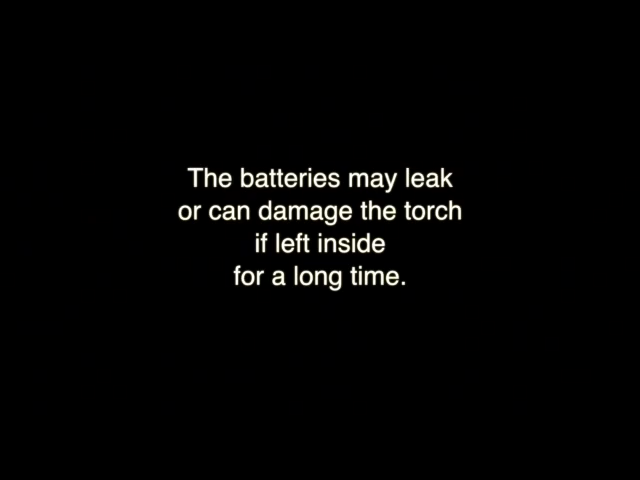 The batteries may leak
or can damage the torch
if left inside
for a long time.